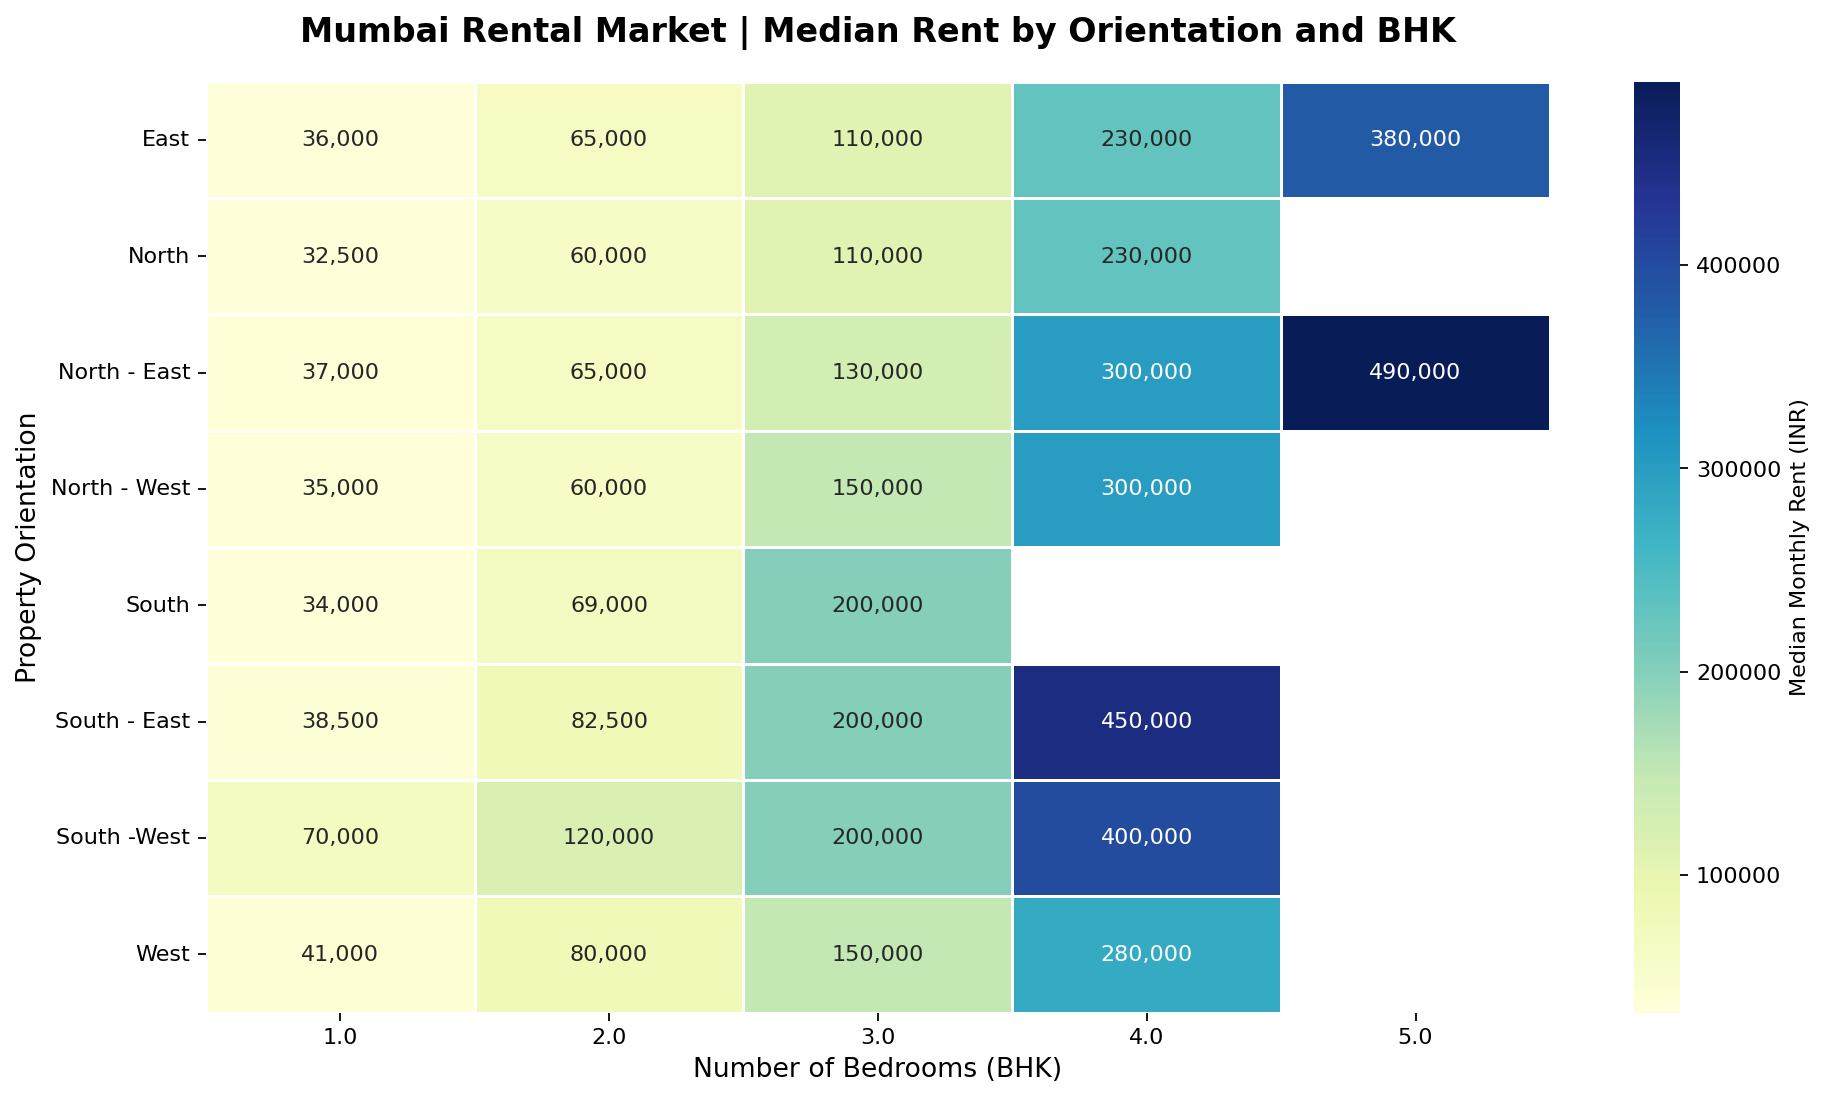 Mumbai Rental Market | Median Rent by Orientation and BHK
East 36,000 65,000 110,000 230,000 380,000
North 32,500 60,000 110,000 230,000
North - East 37,000 65,000 130,000 300,000 490,000
North - West 35,000 60,000 150,000 300,000
South 34,000 69,000 200,000
South - East 38,500 82,500 200,000 450,000
South -West 70,000 120,000 200,000 400,000
West 41,000 80,000 150,000 280,000
1.0 2.0 3.0 4.0 5.0
Number of Bedrooms (BHK)
Property Orientation
400000
300000
200000
100000
Median Monthly Rent (INR)